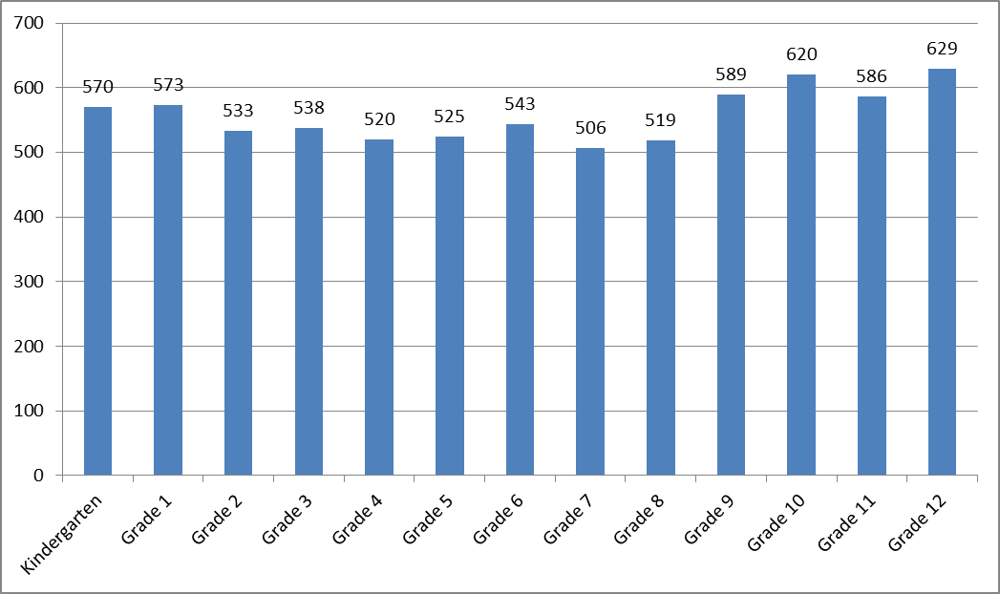 700
600
500
400
300
200
100
0
570
573
533
538
520
525
543
506
519
589
620
586
629
Kindergarten
Grade 1
Grade 2
Grade 3
Grade 4
Grade 5
Grade 6
Grade 7
Grade 8
Grade 9
Grade 10
Grade 11
Grade 12